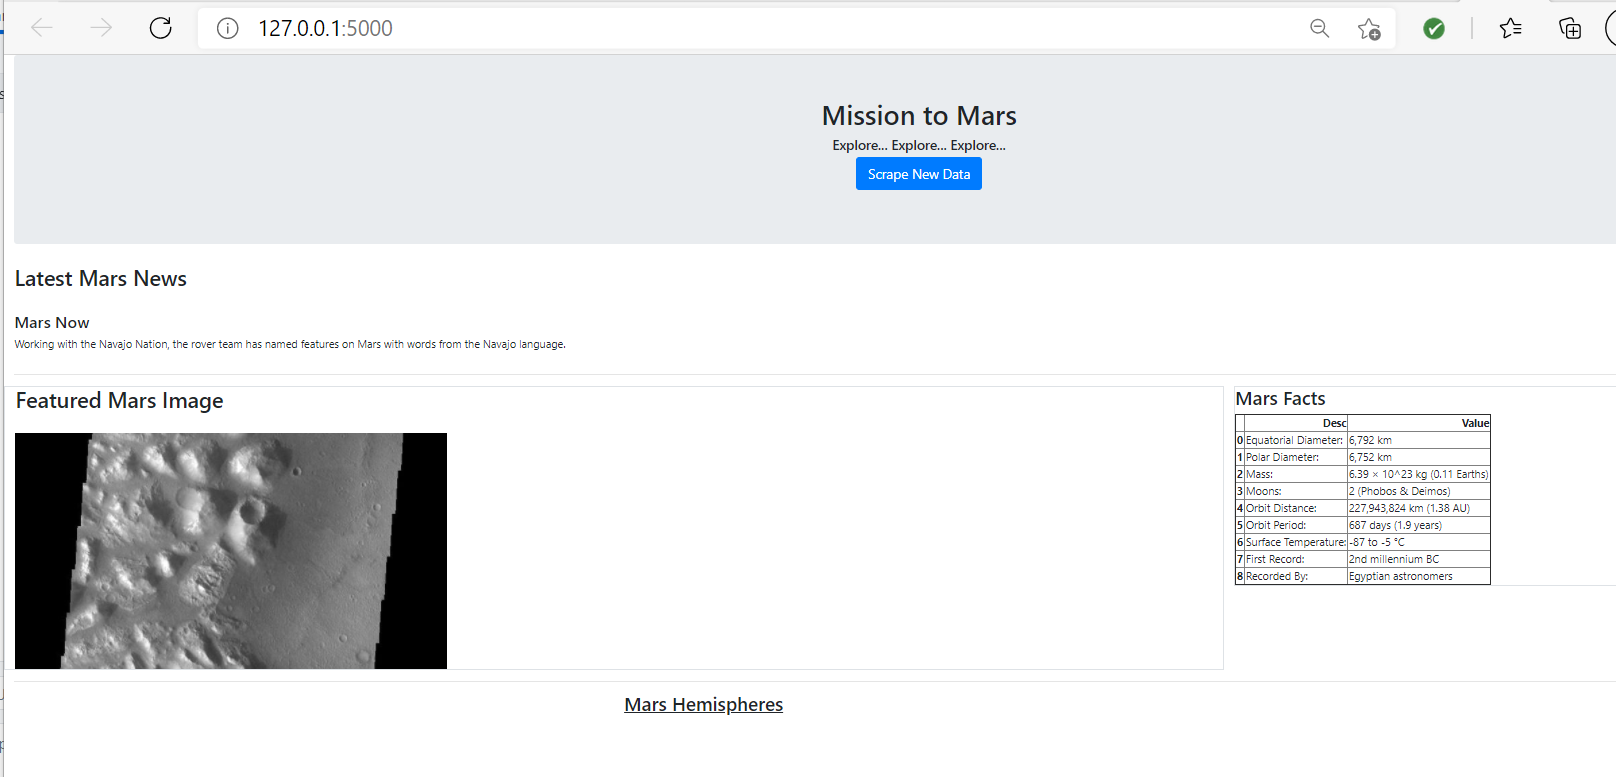 127.0.0.1:5000
Mission to Mars
Explore... Explore... Explore...
Scrape New Data
Latest Mars News
Mars Now
Working with the Navajo Nation, the rover team has named features on Mars with words from the Navajo language.
Featured Mars Image
Mars Facts
Desc Value
0 Equatorial Diameter: 6,792 km
1 Polar Diameter: 6,752 km
2 Mass: 6.39 × 10^23 kg (0.11 Earths)
3 Moons: 2 (Phobos & Deimos)
4 Orbit Distance: 227,943,824 km (1.38 AU)
5 Orbit Period: 687 days (1.9 years)
6 Surface Temperature: -87 to -5 °C
7 First Record: 2nd millennium BC
8 Recorded By: Egyptian astronomers
Mars Hemispheres